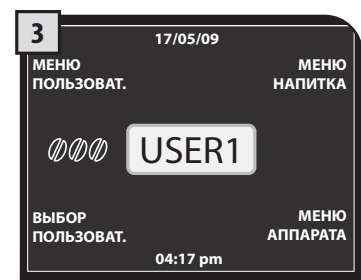 3
17/05/09
МЕНЮ
ПОЛЬЗОВАТ.
МЕНЮ
НАПИТКА
USER1
ВЫБОР
ПОЛЬЗОВАТ.
МЕНЮ
АППАРАТА
04:17 pm